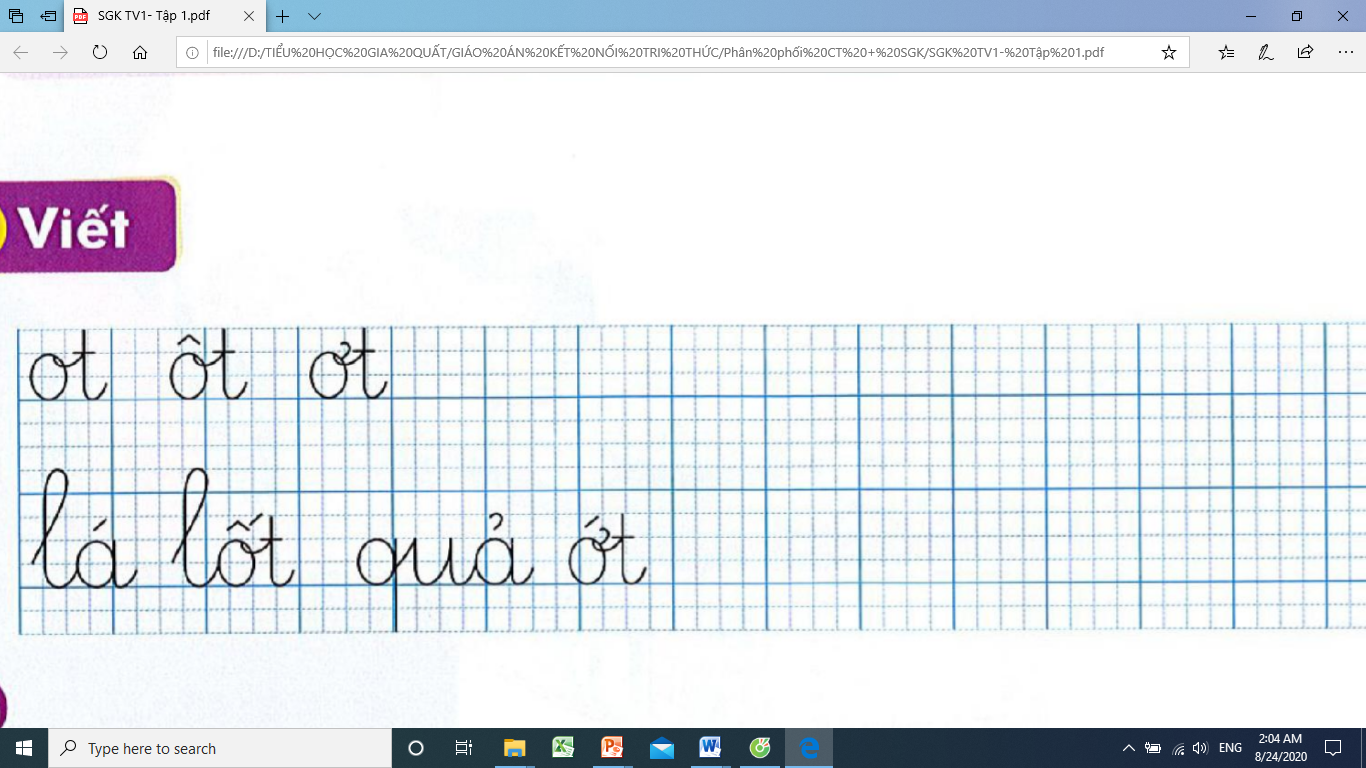 SGK TV1- Tập 1.pdf
file:///D:/TIỂU%20HỌC%20GIA%20QUẤT/GIÁO%20ÁN%20KẾT%20NỐI%20TRI%20THỨC/Phân%20phối%20CT%20+%20SGK/SGK%20TV1-%20Tập%201.pdf
Viết
ot ôt ơt
lá lốt quả ớt
Type here to search
ENG
2:04 AM
8/24/2020